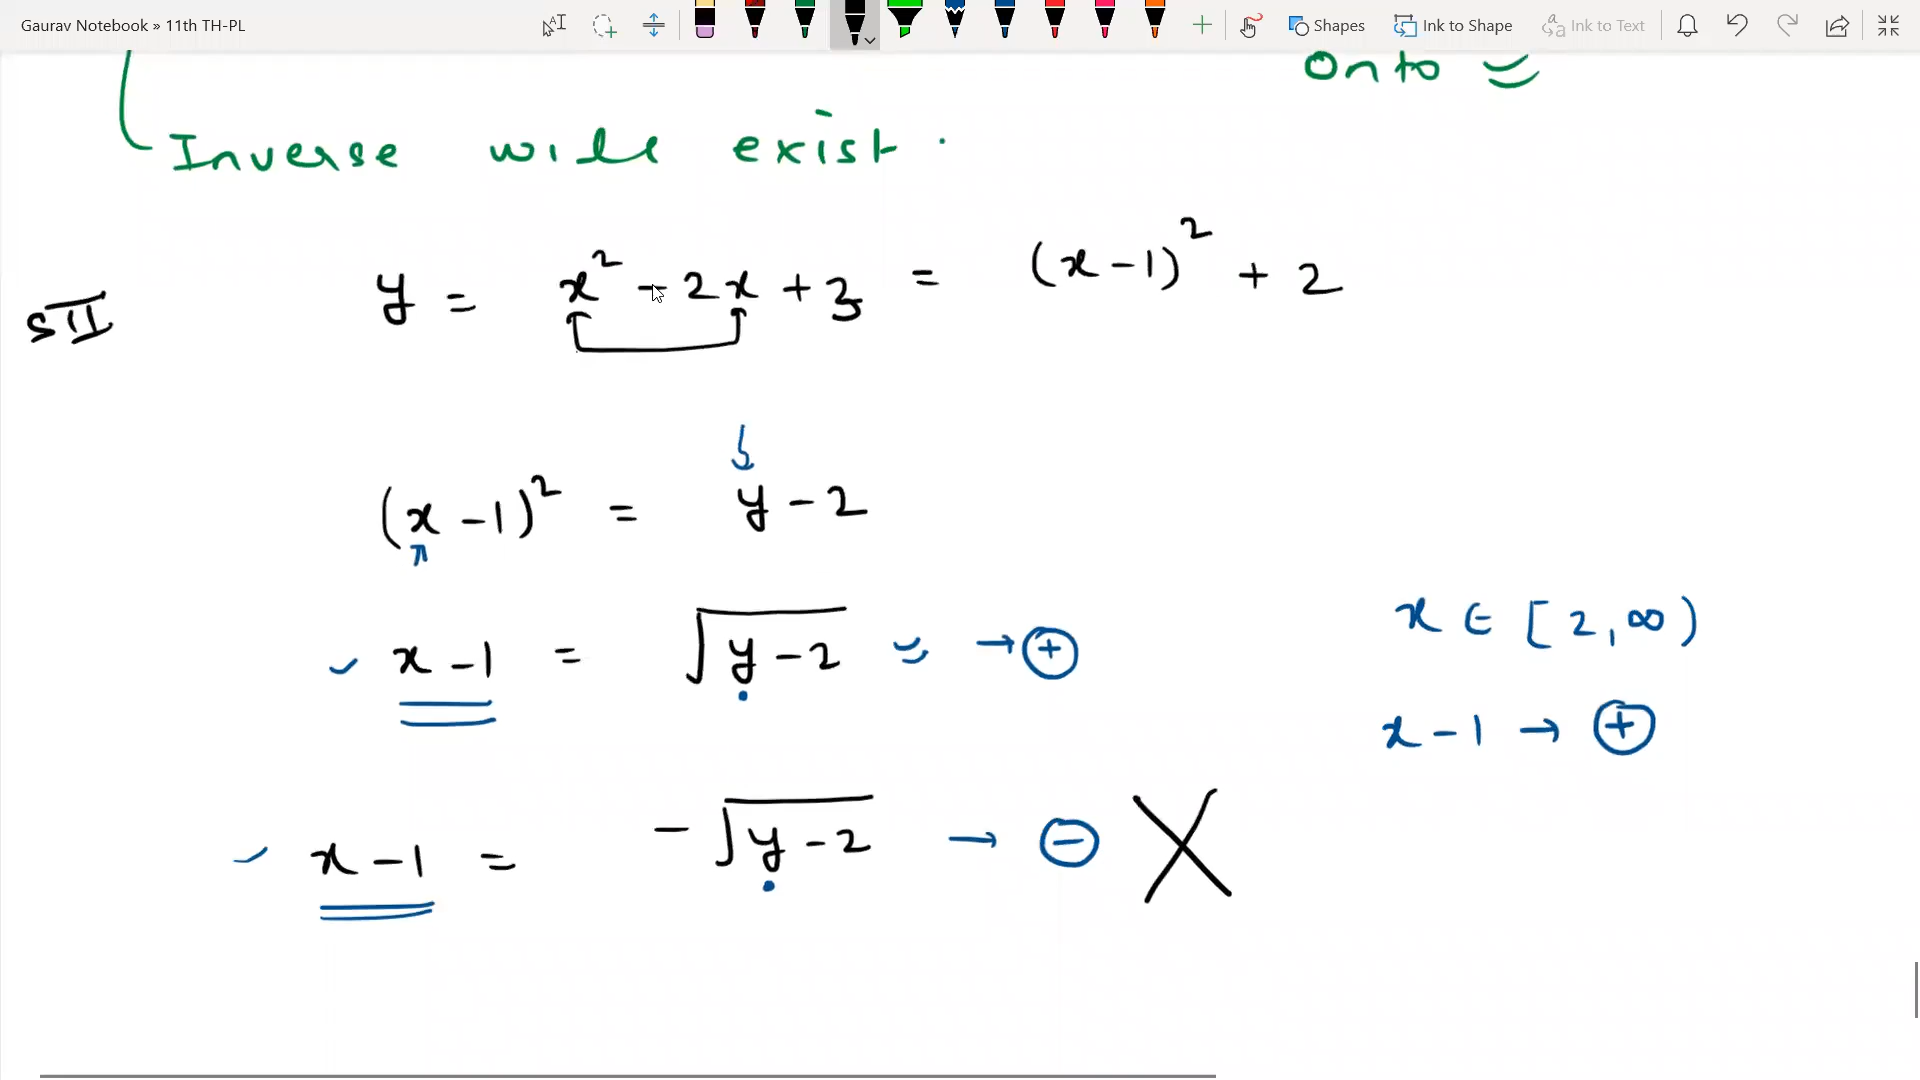 Gaurav Notebook » 11th TH-PL
Shapes
Ink to Shape
Ink to Text
Onto
Inverse will exist.
SII
y = x² - 2x + 3 = (x-1)² + 2
(x-1)² = y-2
x-1 = √(y-2) → ⊕
x ∈ [2, ∞)
x-1 → ⊕
x-1 = -√(y-2) → ⊖ X